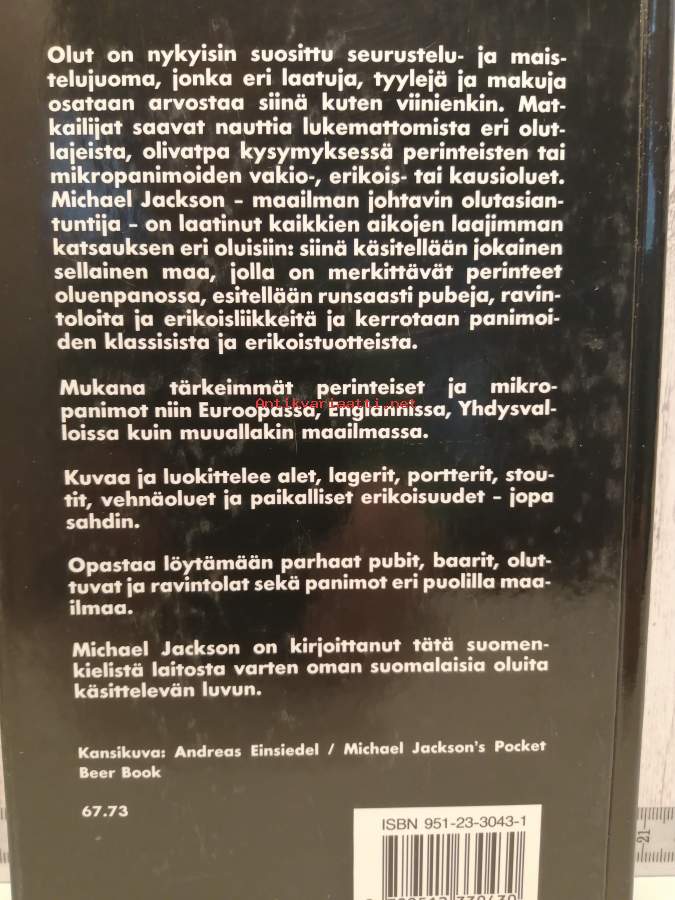 Olut on nykyisin suosittu seurustelu- ja mais-
telujuoma, jonka eri laatuja, tyylejä ja makuja
osataan arvostaa siinä kuten viinienkin. Mat-
kailijat saavat nauttia lukemattomista eri olut-
lajeista, olivatpa kysymyksessä perinteisten tai
mikropanimoiden vakio-, erikois- tai kausioluet.
Michael Jackson – maailman johtavin olutasian-
tuntija – on laatinut kaikkien aikojen laajimman
katsauksen eri oluisiin: siinä käsitellään jokainen
sellainen maa, jolla on merkittävät perinteet
oluenpanossa, esitellään runsaasti pubeja, ravin-
toloita ja erikoisliikkeitä ja kerrotaan panimoi-
den klassisista ja erikoistuotteista.
Mukana tärkeimmät perinteiset ja mikro-
Antikvariaatti.net
panimot niin Euroopassa, Englannissa, Yhdysval-
loissa kuin muuallakin maailmassa.
Kuvaa ja luokittelee alet, lagerit, portterit, stou-
tit, vehnäoluet ja paikalliset erikoisuudet – jopa
sahdin.
Opastaa löytämään parhaat pubit, baarit, olut-
tuvat ja ravintolat sekä panimot eri puolilla maa-
ilmaa.
Michael Jackson on kirjoittanut tätä suomen-
kielistä laitosta varten oman suomalaisia oluita
käsittelevän luvun.
Kansikuva: Andreas Einsiedel / Michael Jackson's Pocket
Beer Book
67.73
ISBN 951-23-3043-1
21